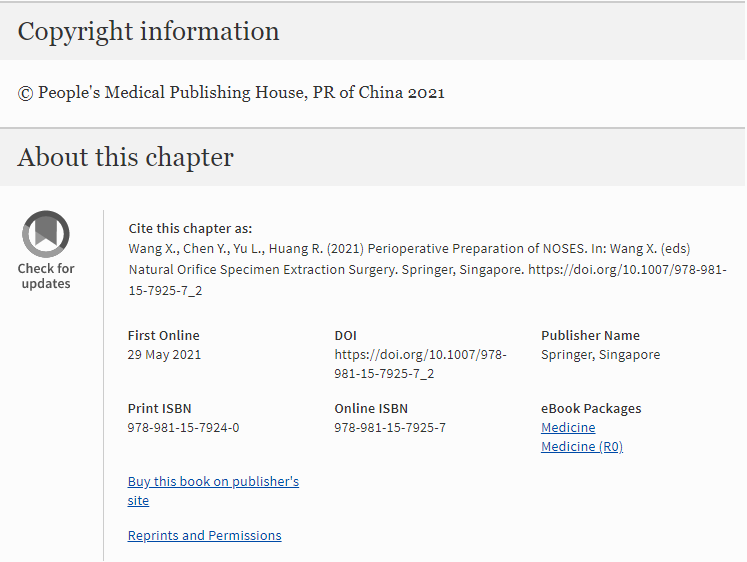 Copyright information
© People's Medical Publishing House, PR of China 2021
About this chapter
Check for
updates
Cite this chapter as:
Wang X., Chen Y., Yu L., Huang R. (2021) Perioperative Preparation of NOSES. In: Wang X. (eds)
Natural Orifice Specimen Extraction Surgery. Springer, Singapore. https://doi.org/10.1007/978-981-
15-7925-7_2
First Online
29 May 2021
DOI
https://doi.org/10.1007/978-
981-15-7925-7_2
Publisher Name
Springer, Singapore
Print ISBN
978-981-15-7924-0
Online ISBN
978-981-15-7925-7
eBook Packages
Medicine
Medicine (R0)
Buy this book on publisher's
site
Reprints and Permissions